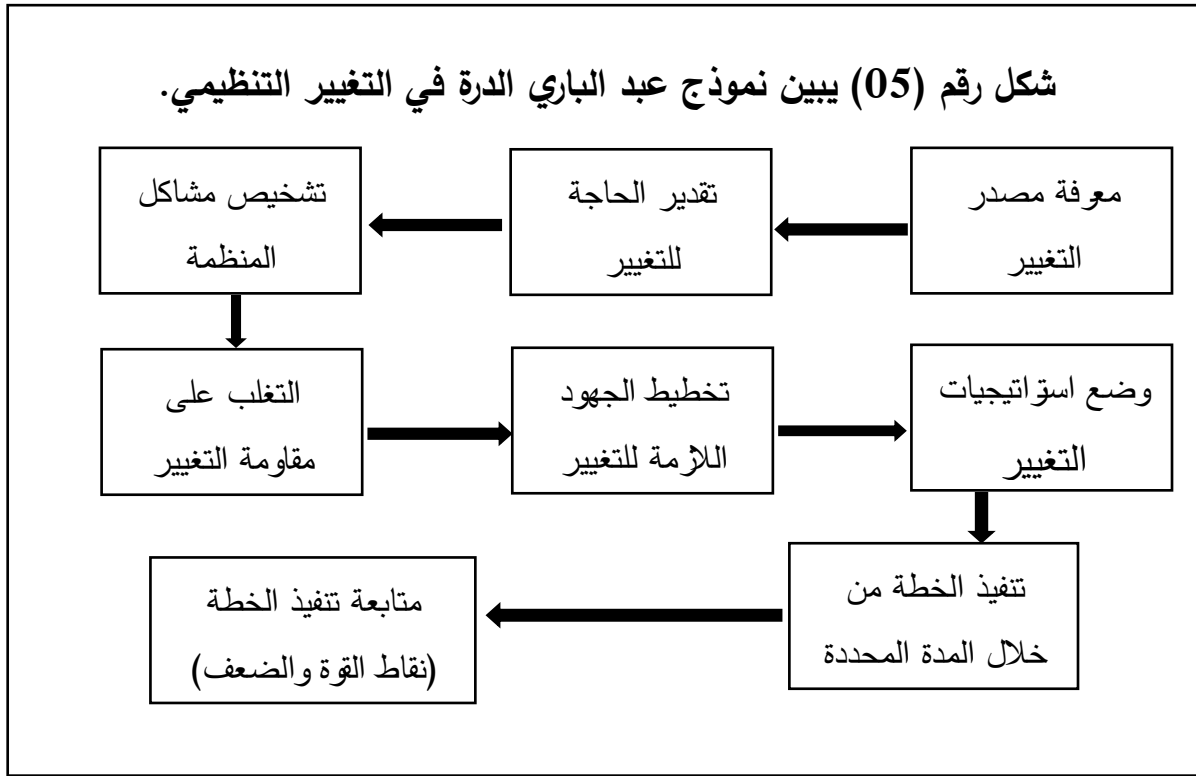 شكل رقم (05) يبين نموذج عبد الباري الدرة في التغيير التنظيمي.
معرفة مصدر
التغيير
تقدير الحاجة
للتغيير
تشخيص مشاكل
المنظمة
التغلب على
مقاومة التغيير
تخطيط الجهود
اللازمة للتغيير
وضع استراتيجيات
التغيير
تنفيذ الخطة من
خلال المدة المحددة
متابعة تنفيذ الخطة
(نقاط القوة والضعف)